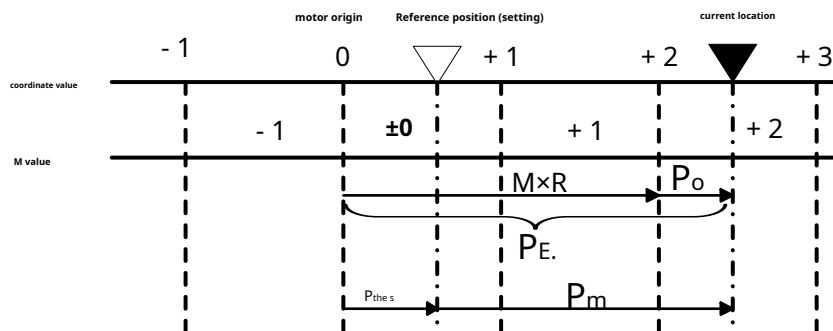 motor origin Reference position (setting) current location
- 1 0 + 1 + 2 + 3
coordinate value
- 1 ±0 + 1 + 2
M value
M×R Po
PE.
Pthe s Pm